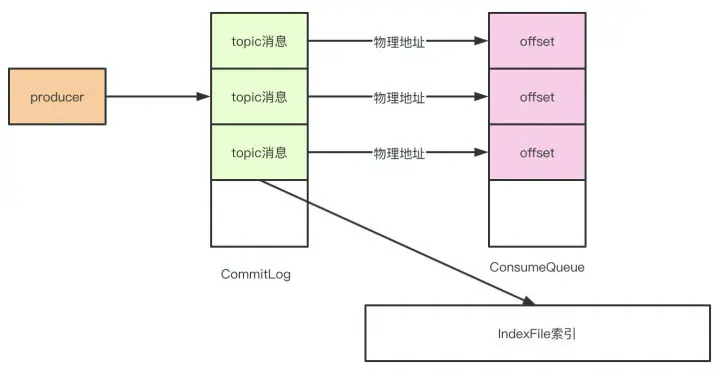 topic消息
物理地址
offset
producer
topic消息
物理地址
offset
topic消息
物理地址
offset
CommitLog
ConsumeQueue
IndexFile索引